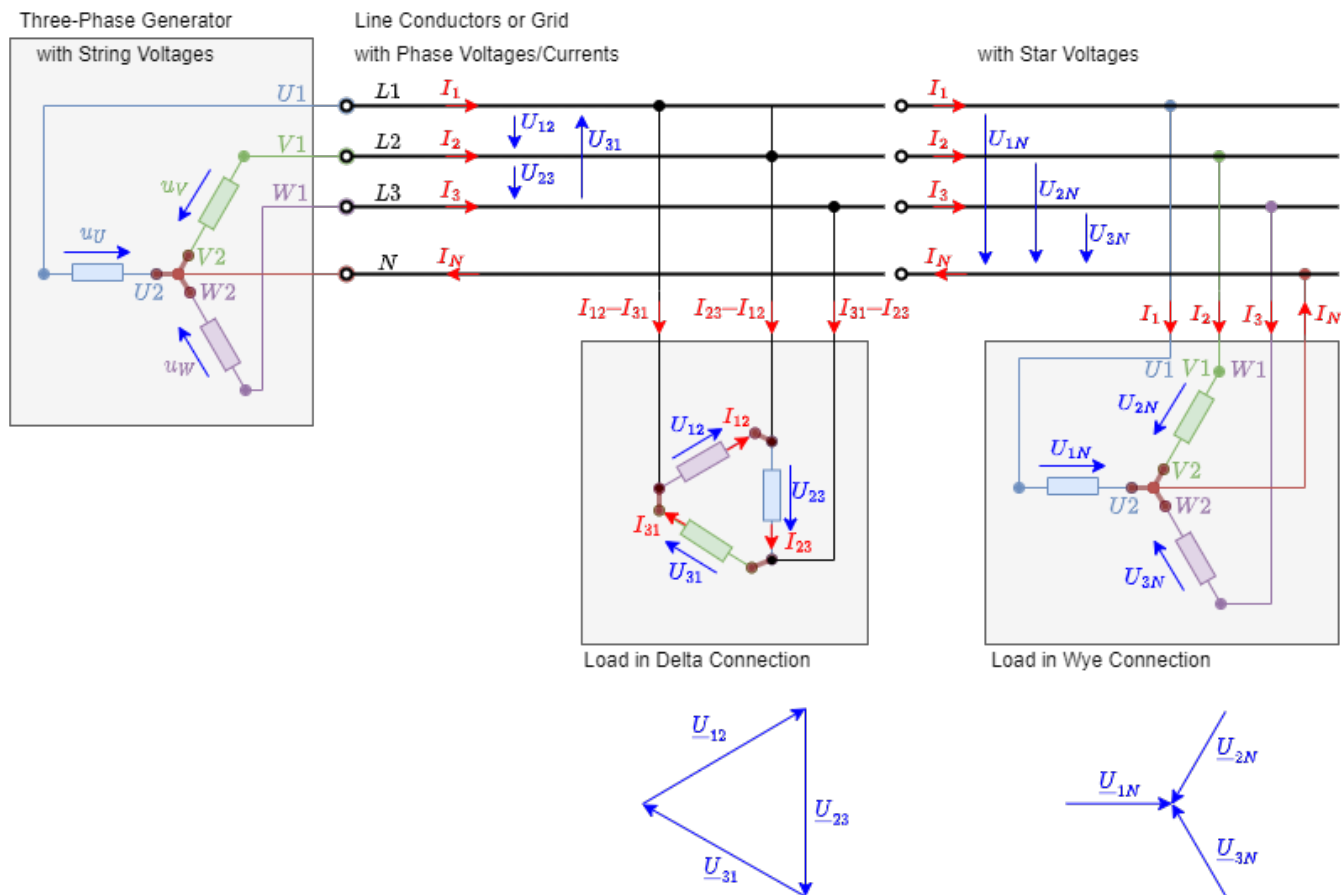 Three-Phase Generator
with String Voltages
Line Conductors or Grid
with Phase Voltages/Currents
with Star Voltages
U1 L1 I1 I1
U12 U31 U1N
V1 L2 I2 I2
uV U23 U2N
W1 L3 I3 I3
uU U3N
V2 N IN IN
U2 W2
I12−I31 I23−I12 I31−I23 I1 I2 I3 IN
uW
U1 V1 W1
U12 I12 U2N
U1N
V2
U23 U2 W2
I31 I23
U31 U3N
Load in Delta Connection
Load in Wye Connection
U12 U2N
U1N
U23
U31 U3N